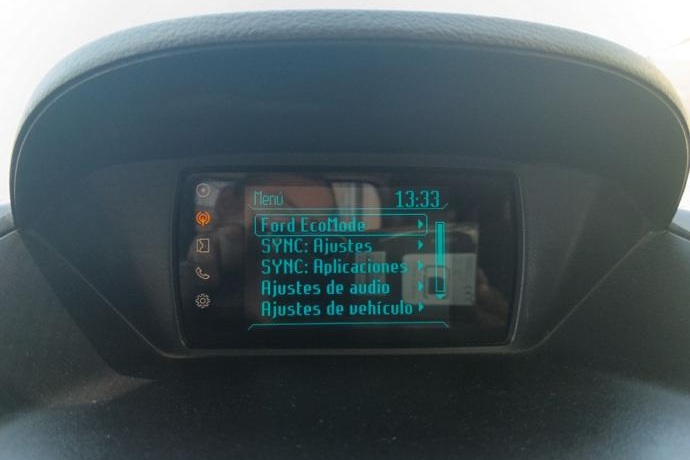 Menú 13:33
Ford EcoMode
SYNC: Ajustes
SYNC: Aplicaciones
Ajustes de audio
Ajustes de vehículo